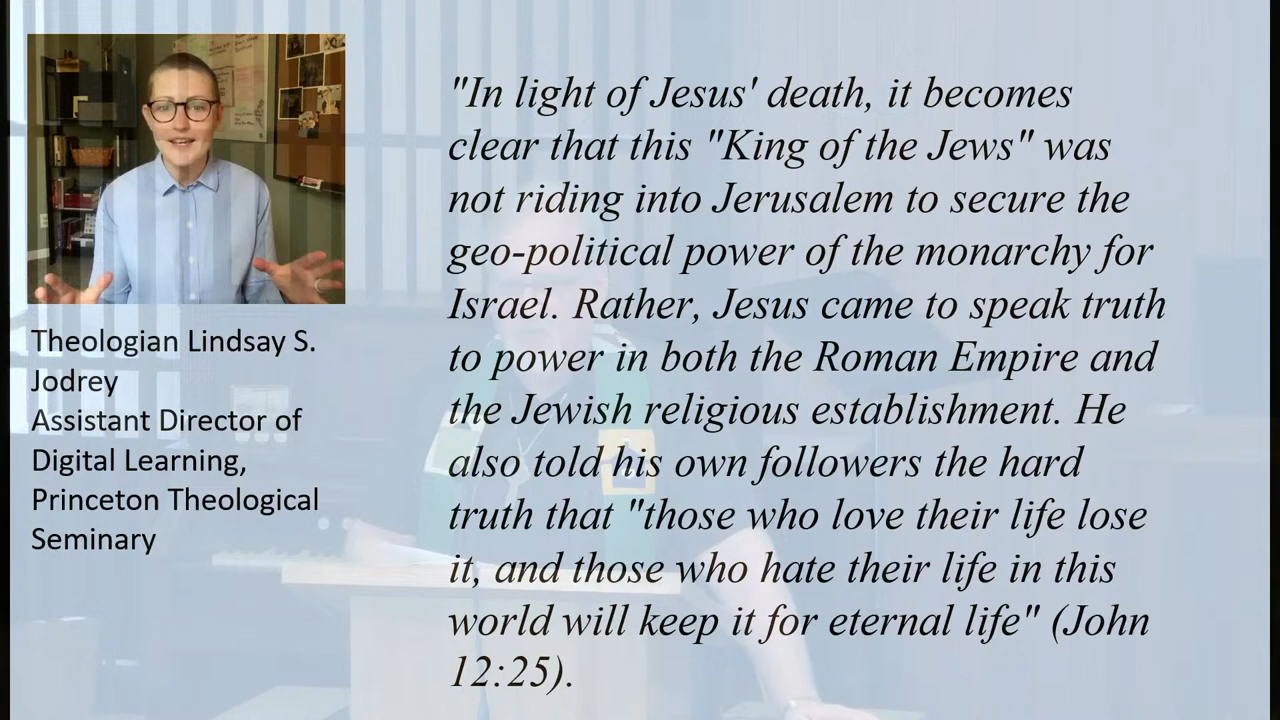 "In light of Jesus' death, it becomes
clear that this "King of the Jews" was
not riding into Jerusalem to secure the
geo-political power of the monarchy for
Israel. Rather, Jesus came to speak truth
to power in both the Roman Empire and
the Jewish religious establishment. He
also told his own followers the hard
truth that "those who love their life lose
it, and those who hate their life in this
world will keep it for eternal life" (John
12:25).
Theologian Lindsay S.
Jodrey
Assistant Director of
Digital Learning,
Princeton Theological
Seminary